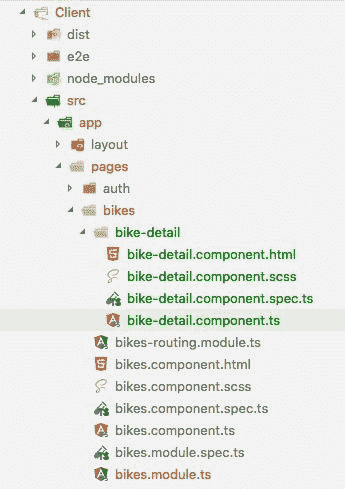 Client
dist
e2e
node_modules
src
app
layout
pages
auth
bikes
bike-detail
bike-detail.component.html
bike-detail.component.scss
bike-detail.component.spec.ts
bike-detail.component.ts
bikes-routing.module.ts
bikes.component.html
bikes.component.scss
bikes.component.spec.ts
bikes.component.ts
bikes.module.spec.ts
bikes.module.ts